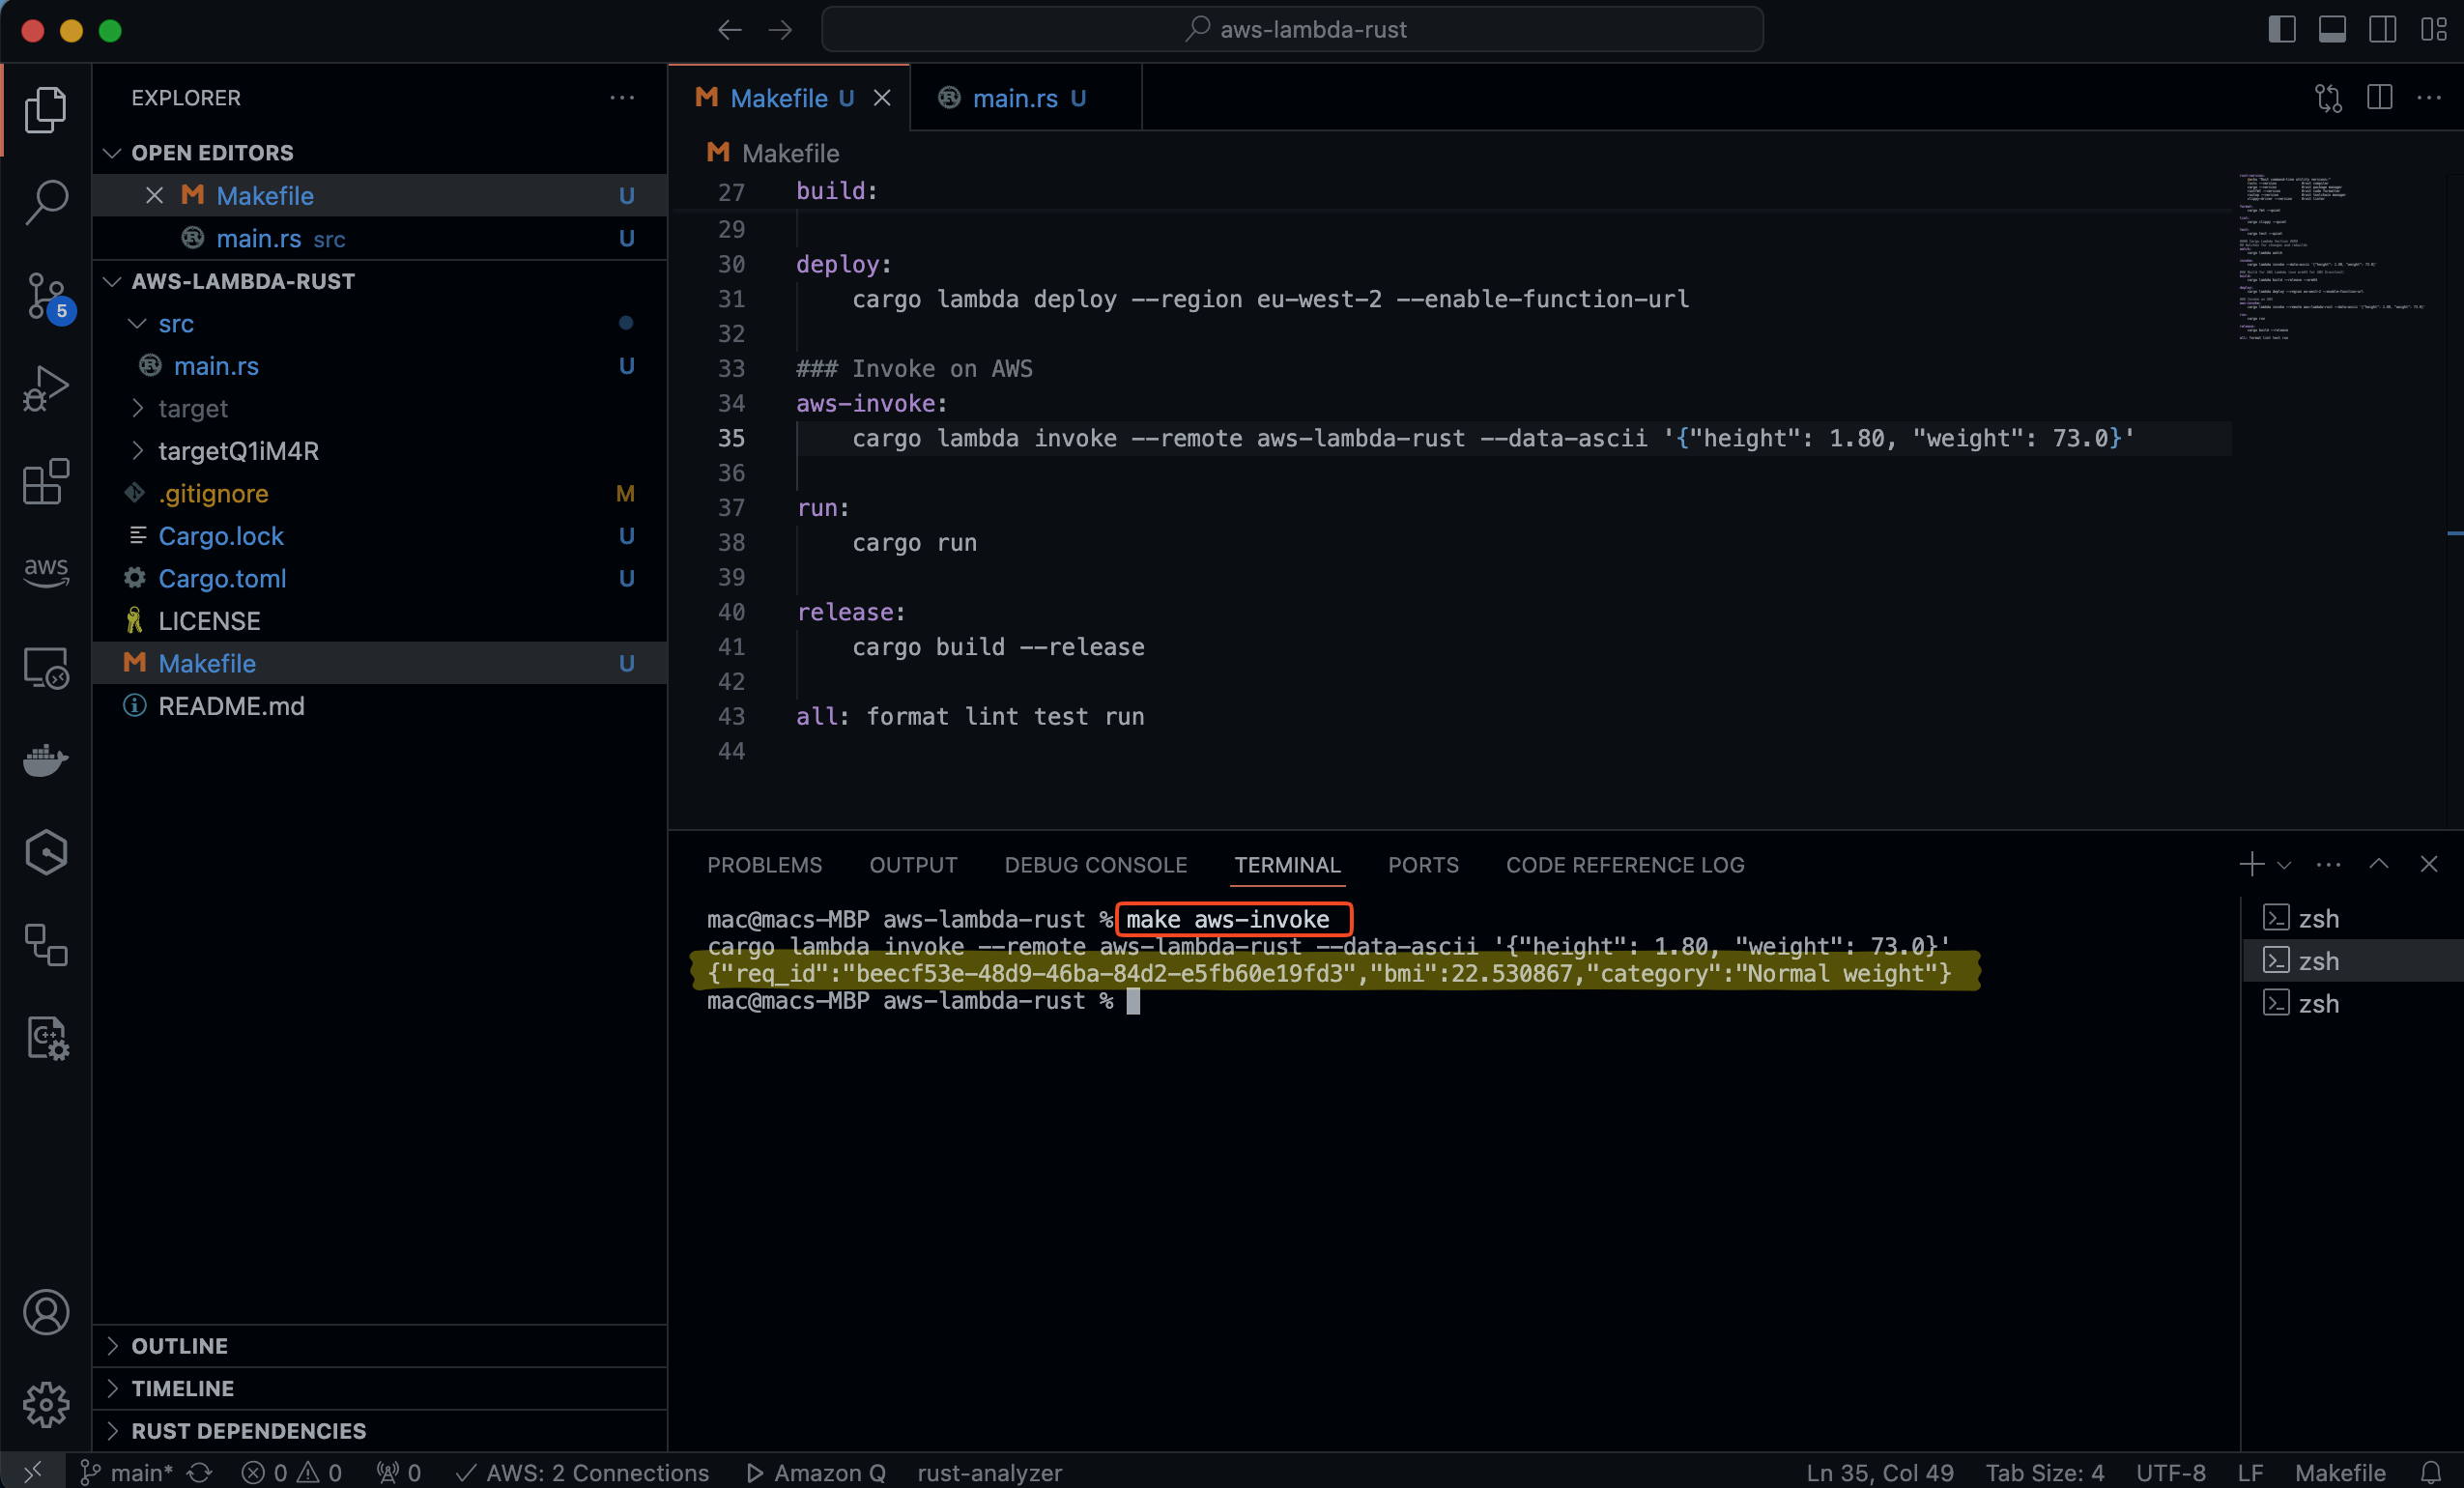 aws-lambda-rust
EXPLORER
OPEN EDITORS
Makefile U
main.rs src U
AWS-LAMBDA-RUST
src
main.rs U
target
targetQ1iM4R
.gitignore M
Cargo.lock U
Cargo.toml U
LICENSE
Makefile U
README.md
OUTLINE
TIMELINE
RUST DEPENDENCIES
5
aws
Makefile U
main.rs U
Makefile
27 build:
29
30 deploy:
31 cargo lambda deploy --region eu-west-2 --enable-function-url
32
33 ### Invoke on AWS
34 aws-invoke:
35 cargo lambda invoke --remote aws-lambda-rust --data-ascii '{"height": 1.80, "weight": 73.0}'
36
37 run:
38 cargo run
39
40 release:
41 cargo build --release
42
43 all: format lint test run
44
PROBLEMS OUTPUT DEBUG CONSOLE TERMINAL PORTS CODE REFERENCE LOG
mac@macs-MBP aws-lambda-rust % make aws-invoke
cargo lambda invoke --remote aws-lambda-rust --data-ascii '{"height": 1.80, "weight": 73.0}'
{"req_id":"beecf53e-48d9-46ba-84d2-e5fb60e19fd3","bmi":22.530867,"category":"Normal weight"}
mac@macs-MBP aws-lambda-rust %
zsh
zsh
zsh
main* 0 0 0 AWS: 2 Connections Amazon Q rust-analyzer Ln 35, Col 49 Tab Size: 4 UTF-8 LF Makefile